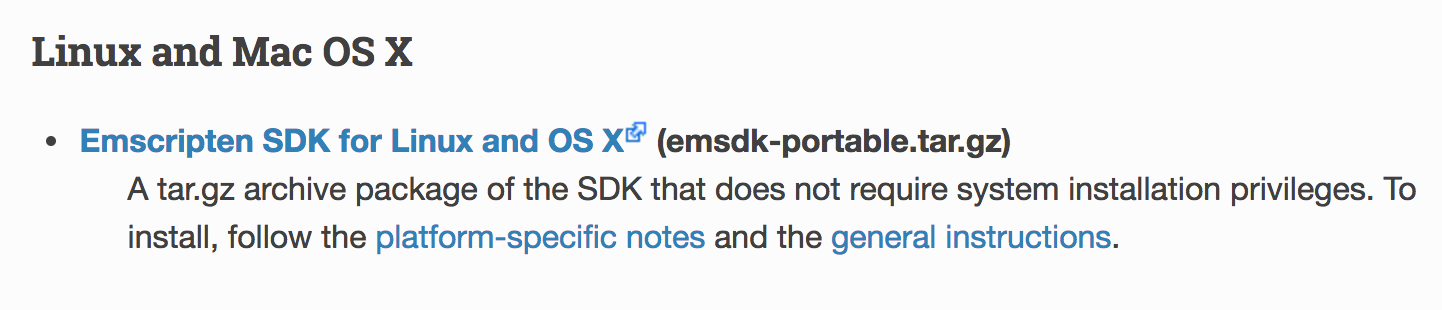 Linux and Mac OS X
• Emscripten SDK for Linux and OS X (emsdk-portable.tar.gz)
A tar.gz archive package of the SDK that does not require system installation privileges. To
install, follow the platform-specific notes and the general instructions.